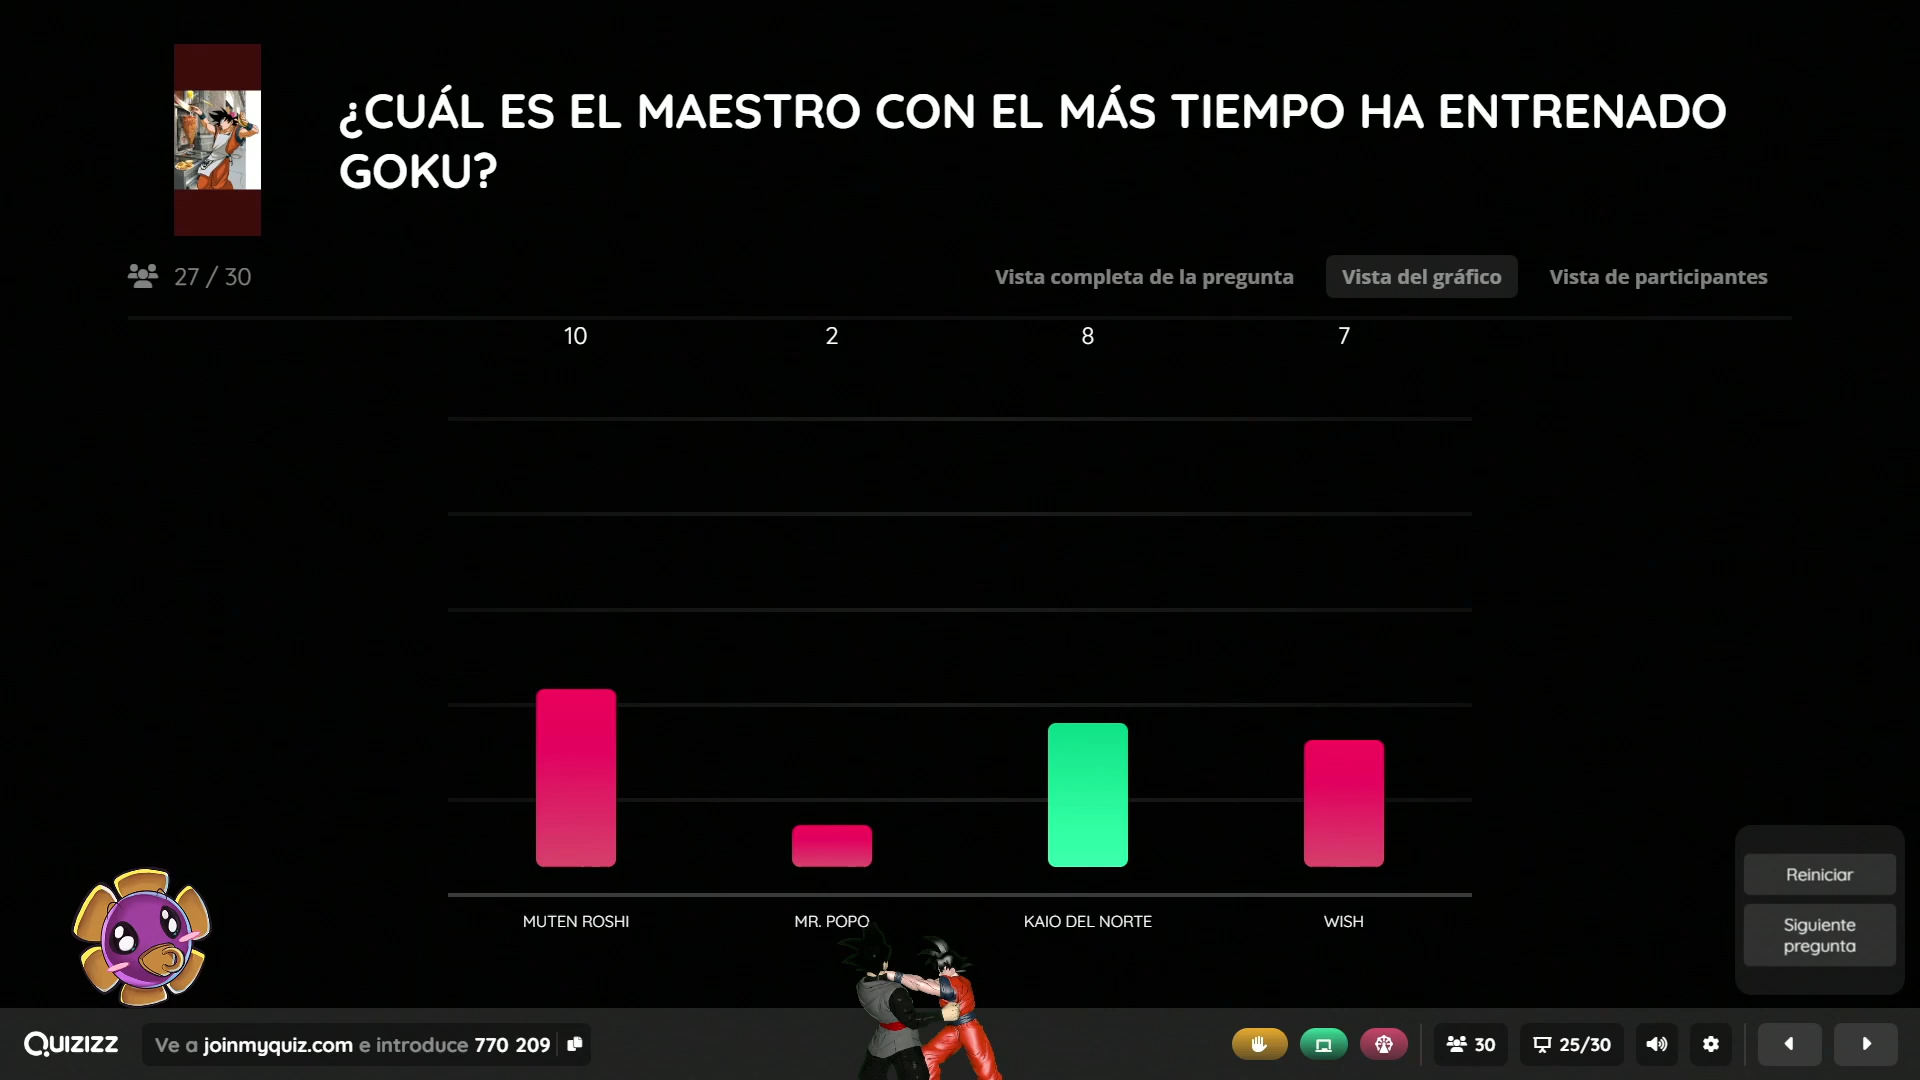 ¿CUÁL ES EL MAESTRO CON EL MÁS TIEMPO HA ENTRENADO
GOKU?
27 / 30
Vista completa de la pregunta
Vista del gráfico
Vista de participantes
10
2
8
7
MUTEN ROSHI
MR. POPO
KAIO DEL NORTE
WISH
Reiniciar
Siguiente
pregunta
QUIZIZZ
Ve a joinmyquiz.com e introduce 770 209
30
25/30